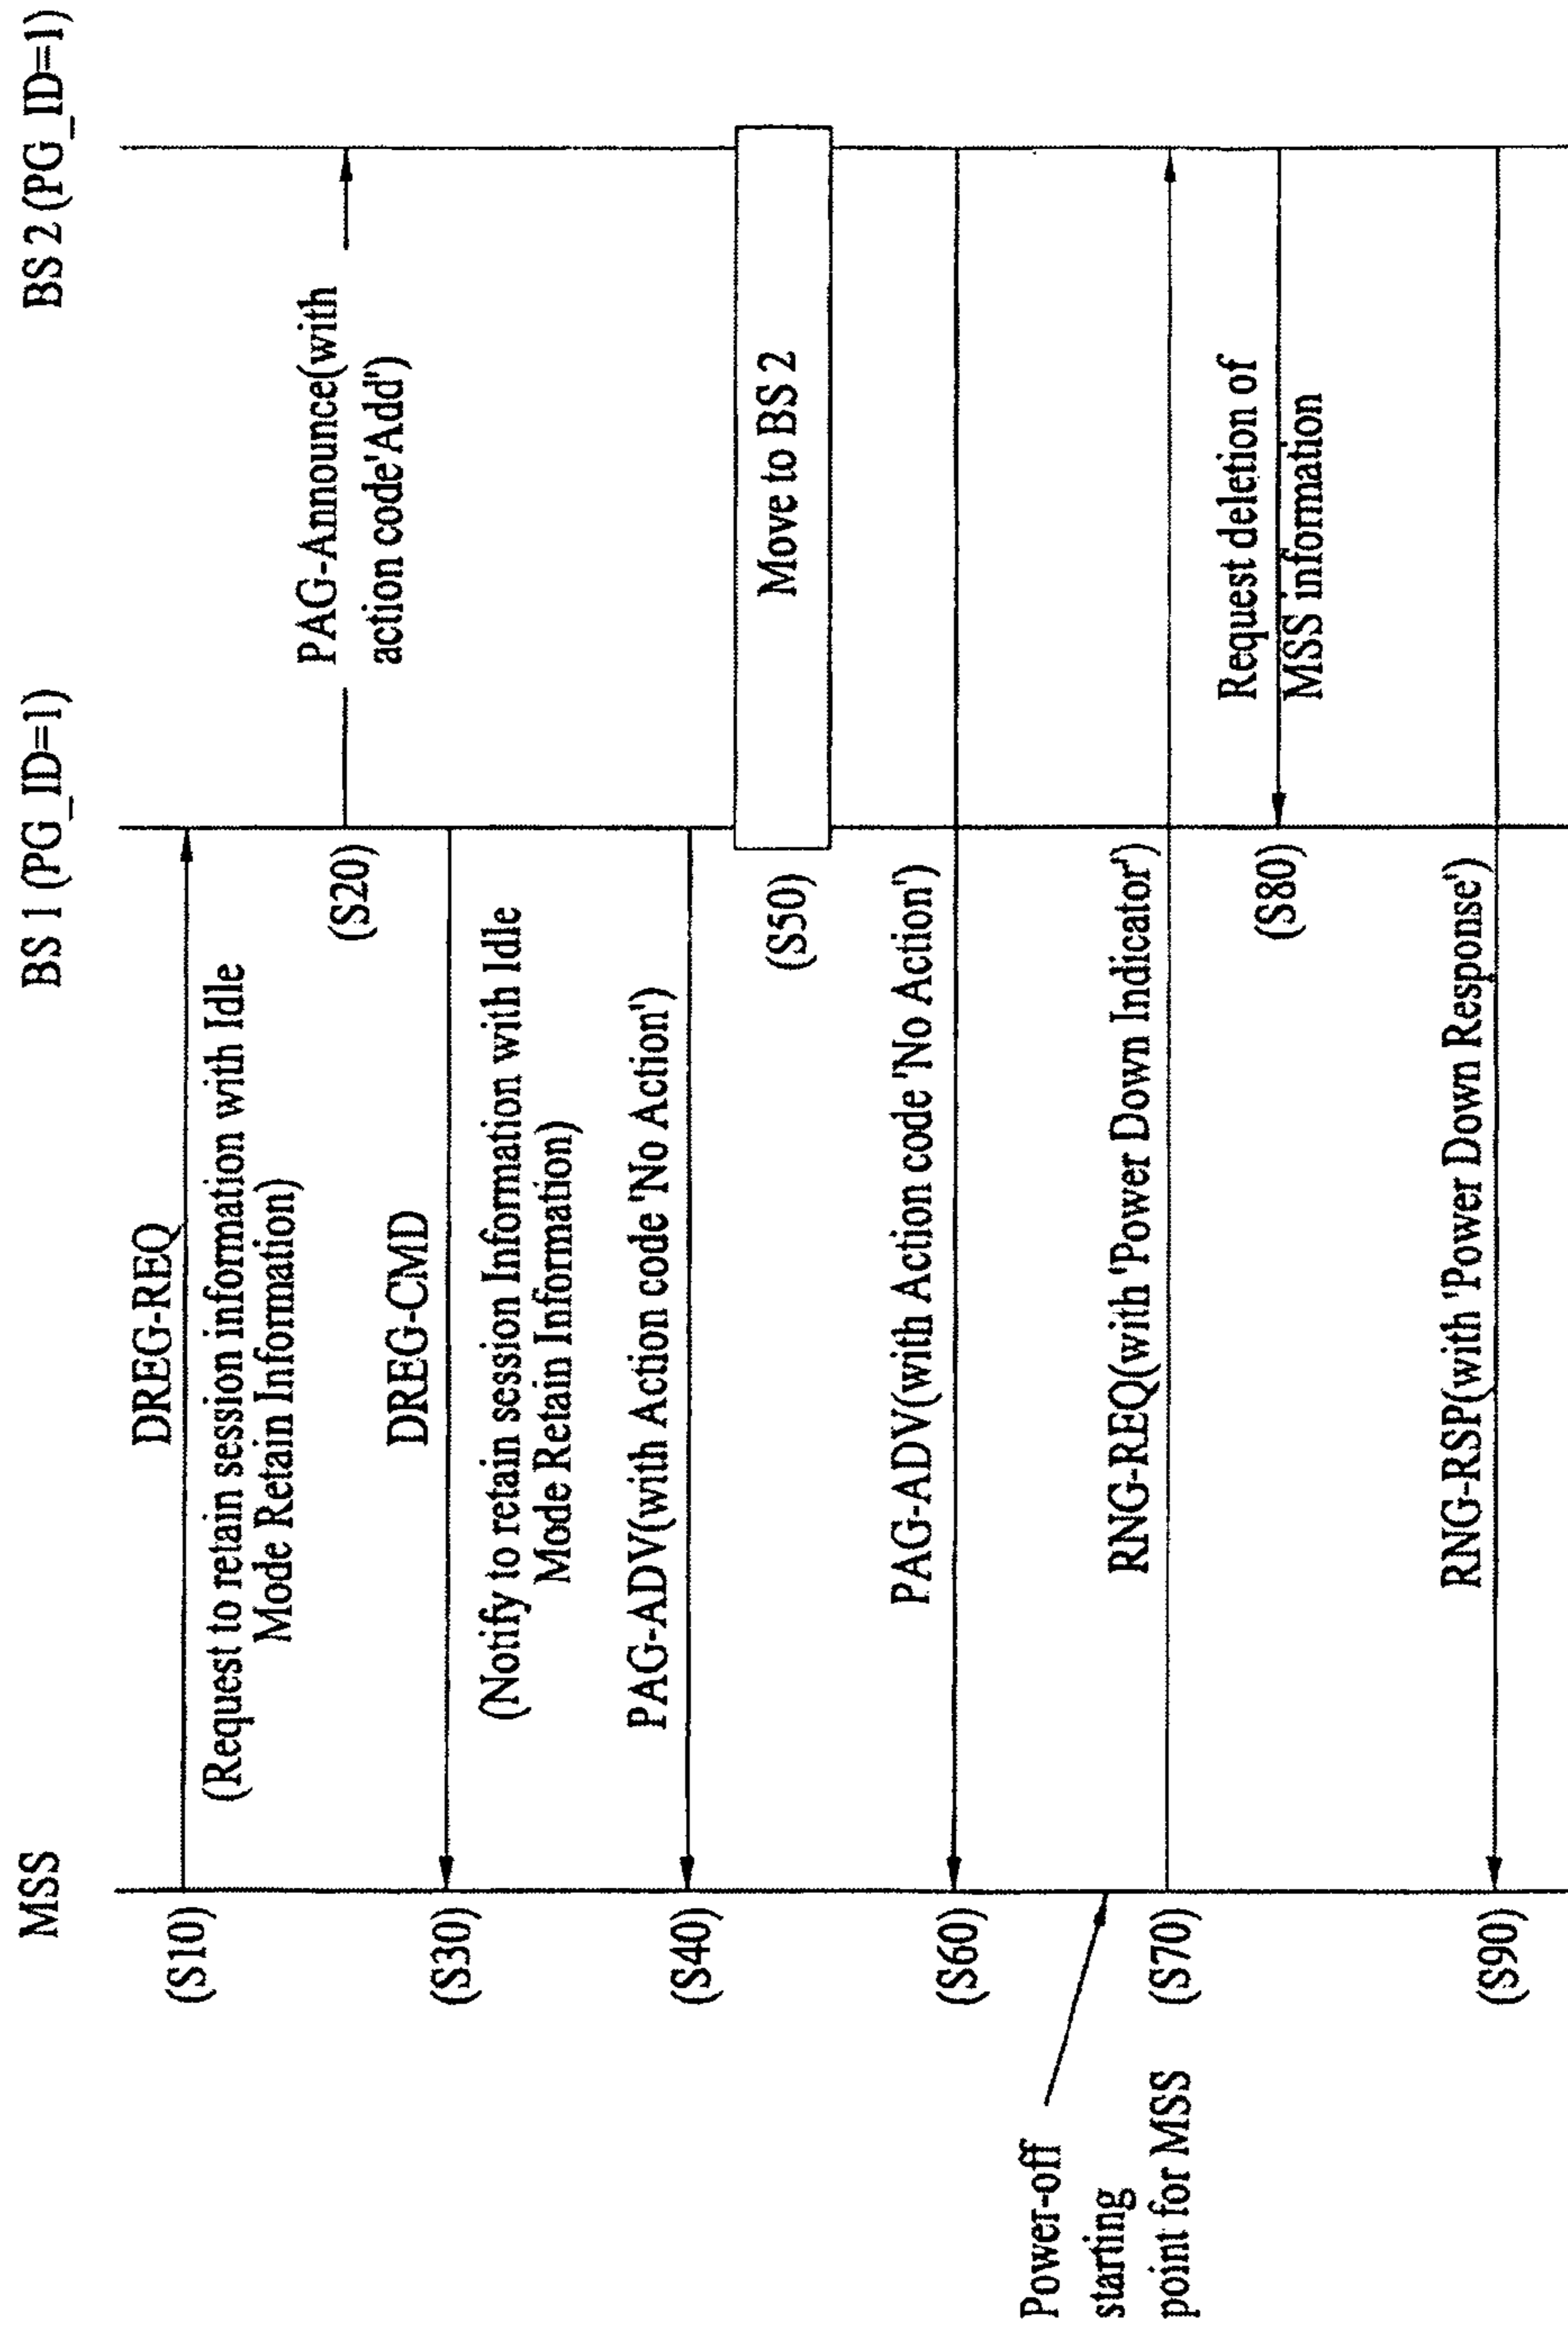 MSS
BS 1 (PG_ID=1)
BS 2 (PG_ID=1)
(S10)
DREG-REQ
(Request to retain session information with Idle
Mode Retain Information)
(S20)
PAG-Announce(with
action code'Add')
(S30)
DREG-CMD
(Notify to retain session Information with Idle
Mode Retain Information)
(S40)
PAG-ADV(with Action code 'No Action')
(S50)
Move to BS 2
(S60)
PAG-ADV(with Action code 'No Action')
Power-off
starting
point for MSS
(S70)
RNG-REQ(with 'Power Down Indicator')
(S80)
Request deletion of
MSS information
(S90)
RNG-RSP(with 'Power Down Response')